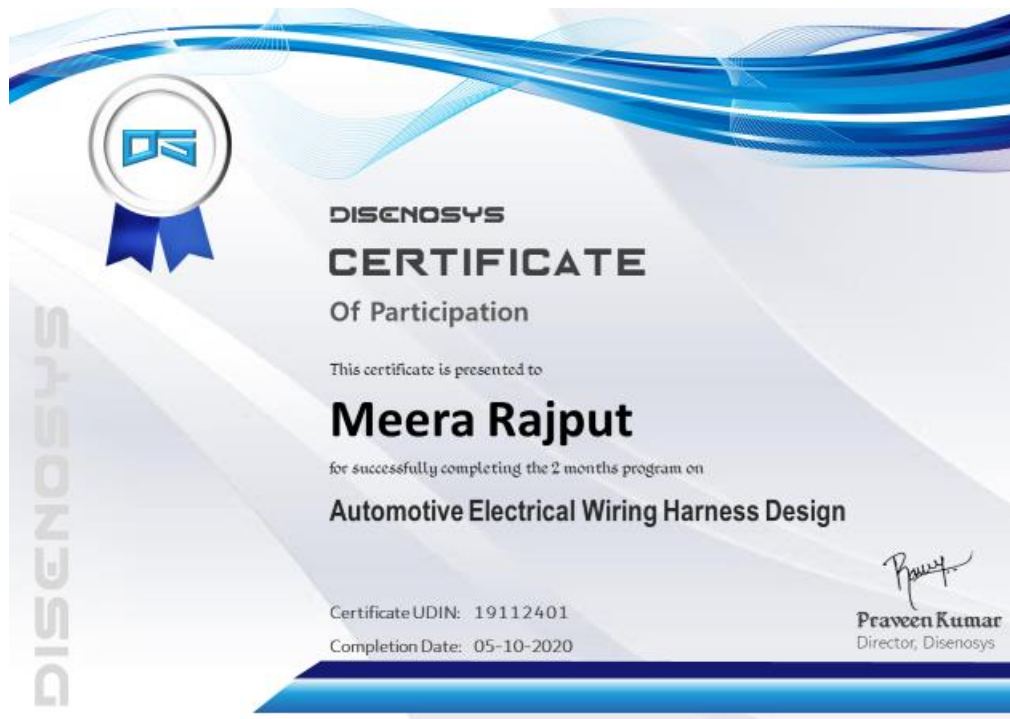 DS
DISENOSYS
CERTIFICATE
Of Participation
This certificate is presented to
Meera Rajput
for successfully completing the 2 months program on
Automotive Electrical Wiring Harness Design
Certificate UDIN: 19112401
Completion Date: 05-10-2020
Praveen Kumar
Director, Disenosys
DISENOSYS